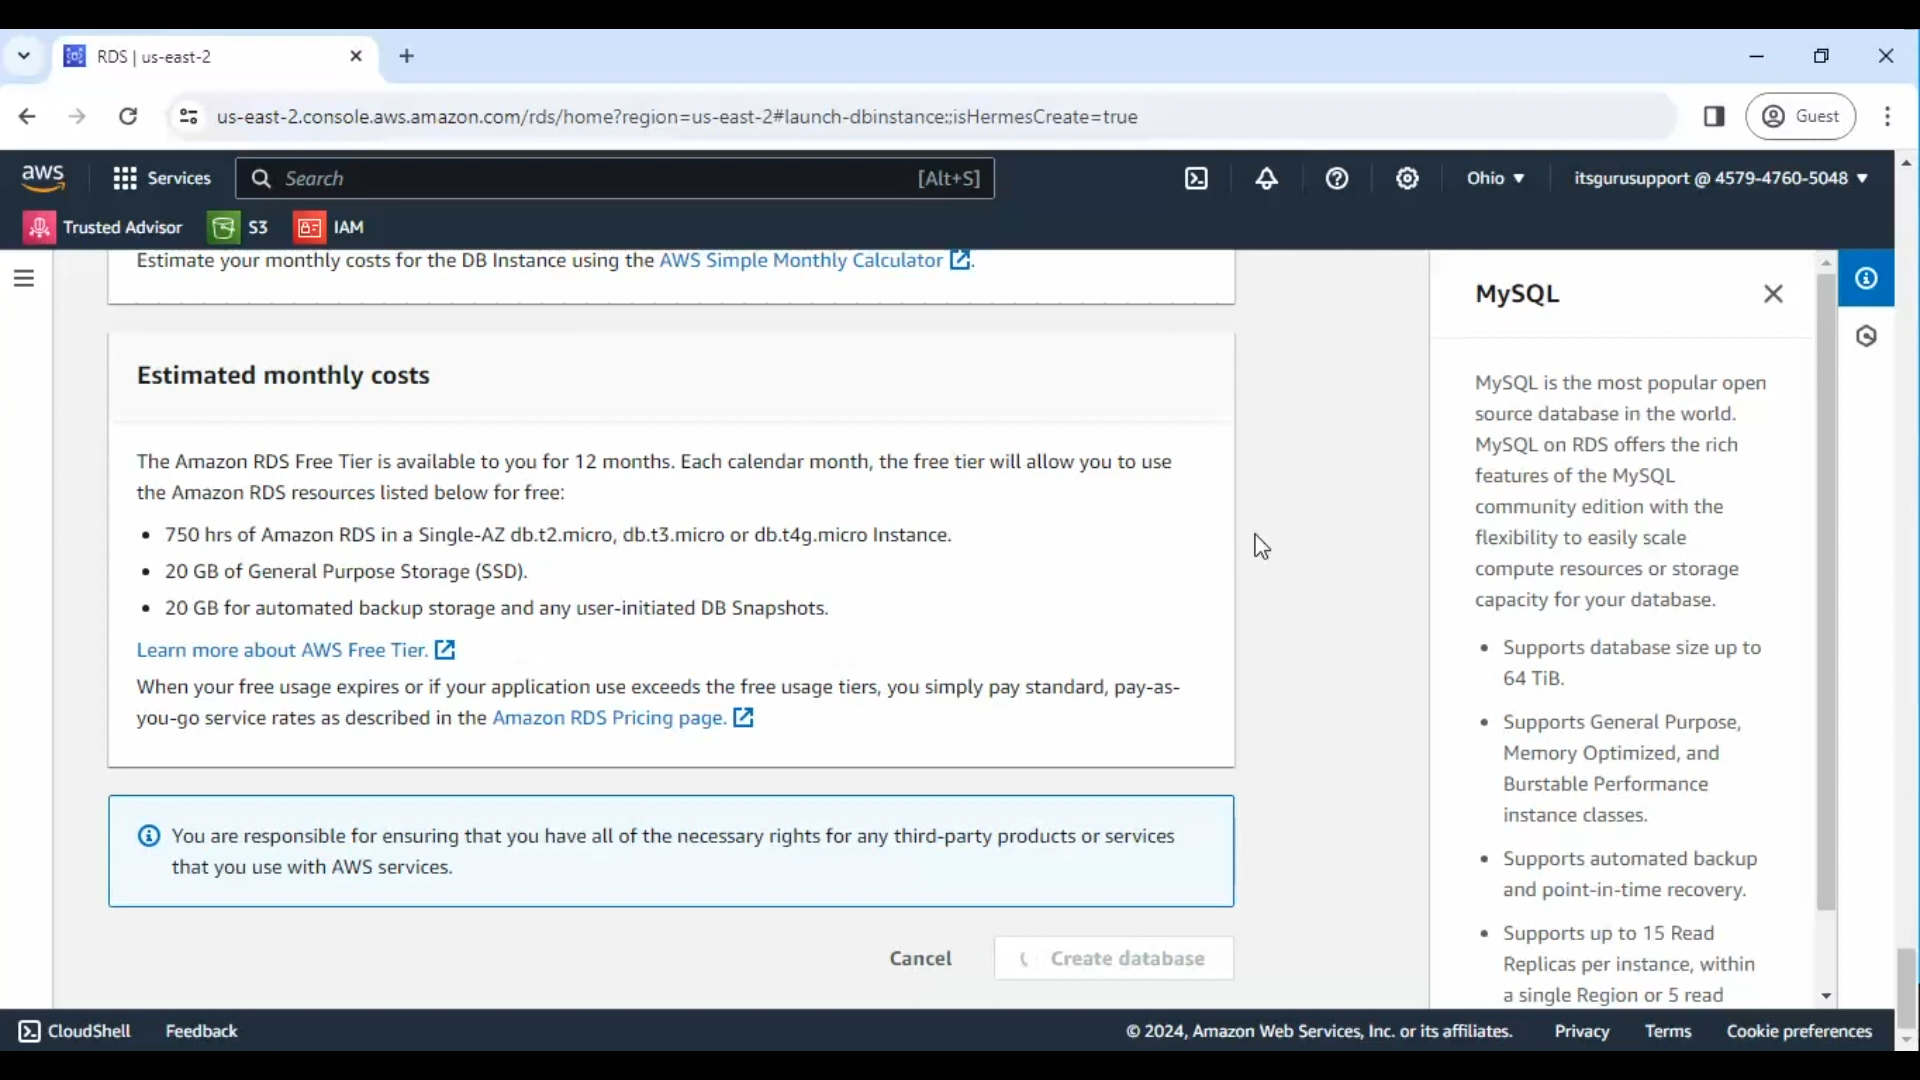 RDS | us-east-2
us-east-2.console.aws.amazon.com/rds/home?region=us-east-2#launch-dbinstance;;isHermesCreate=true
Guest
aws
Services
Search
[Alt+S]
Ohio
itsgurusupport @ 4579-4760-5048
Trusted Advisor
S3
IAM
Estimate your monthly costs for the DB Instance using the AWS Simple Monthly Calculator.
Estimated monthly costs
The Amazon RDS Free Tier is available to you for 12 months. Each calendar month, the free tier will allow you to use
the Amazon RDS resources listed below for free:
• 750 hrs of Amazon RDS in a Single-AZ db.t2.micro, db.t3.micro or db.t4g.micro Instance.
• 20 GB of General Purpose Storage (SSD).
• 20 GB for automated backup storage and any user-initiated DB Snapshots.
Learn more about AWS Free Tier.
When your free usage expires or if your application use exceeds the free usage tiers, you simply pay standard, pay-as-
you-go service rates as described in the Amazon RDS Pricing page.
You are responsible for ensuring that you have all of the necessary rights for any third-party products or services
that you use with AWS services.
Cancel
Create database
MySQL
MySQL is the most popular open
source database in the world.
MySQL on RDS offers the rich
features of the MySQL
community edition with the
flexibility to easily scale
compute resources or storage
capacity for your database.
• Supports database size up to
64 TiB.
• Supports General Purpose,
Memory Optimized, and
Burstable Performance
instance classes.
• Supports automated backup
and point-in-time recovery.
• Supports up to 15 Read
Replicas per instance, within
a single Region or 5 read
CloudShell
Feedback
© 2024, Amazon Web Services, Inc. or its affiliates.
Privacy
Terms
Cookie preferences